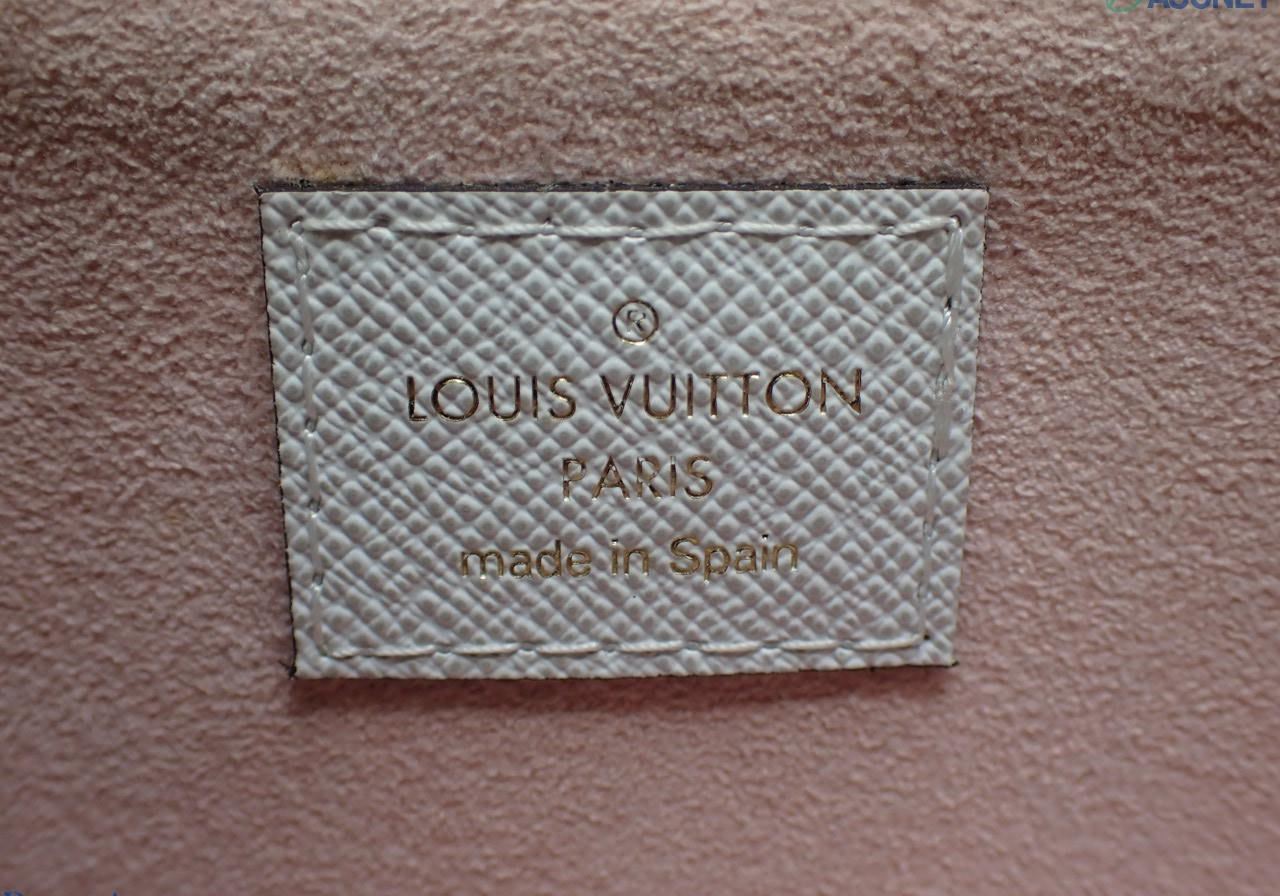 ®
LOUIS VUITTON
PARIS
made in Spain